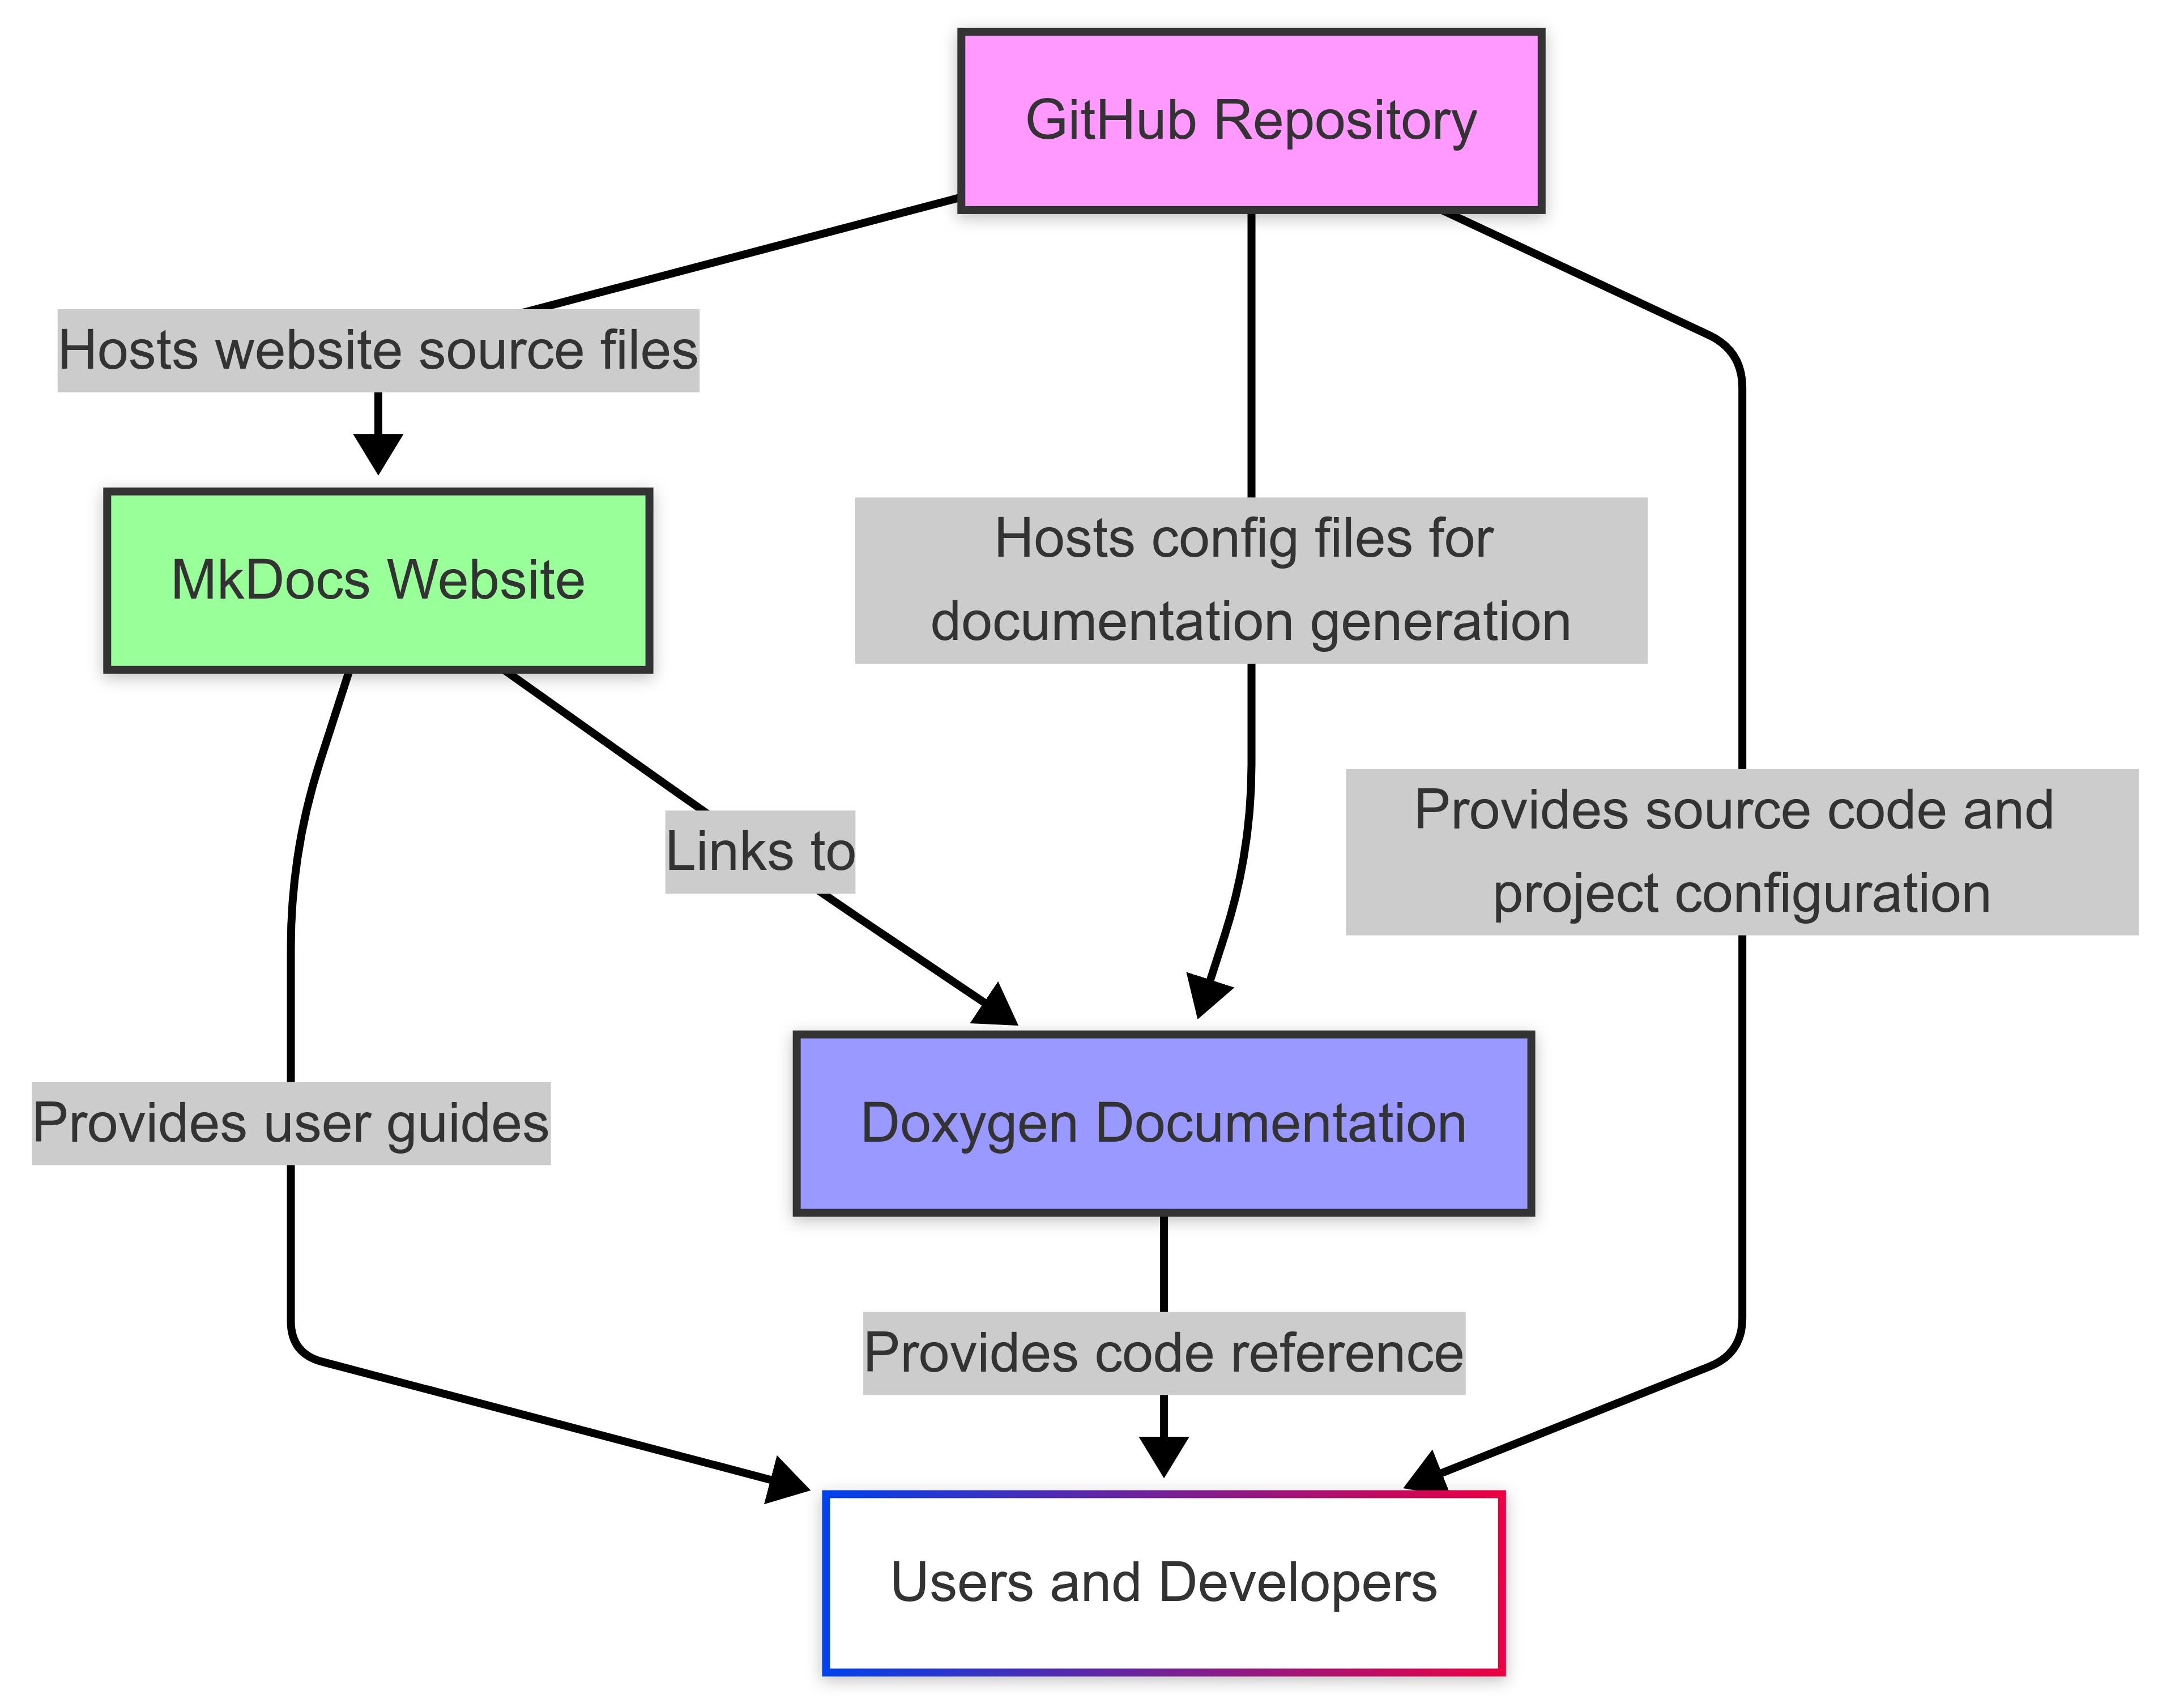 GitHub Repository
Hosts website source files
Hosts config files for
documentation generation
MkDocs Website
Provides source code and
project configuration
Links to
Provides user guides
Doxygen Documentation
Provides code reference
Users and Developers